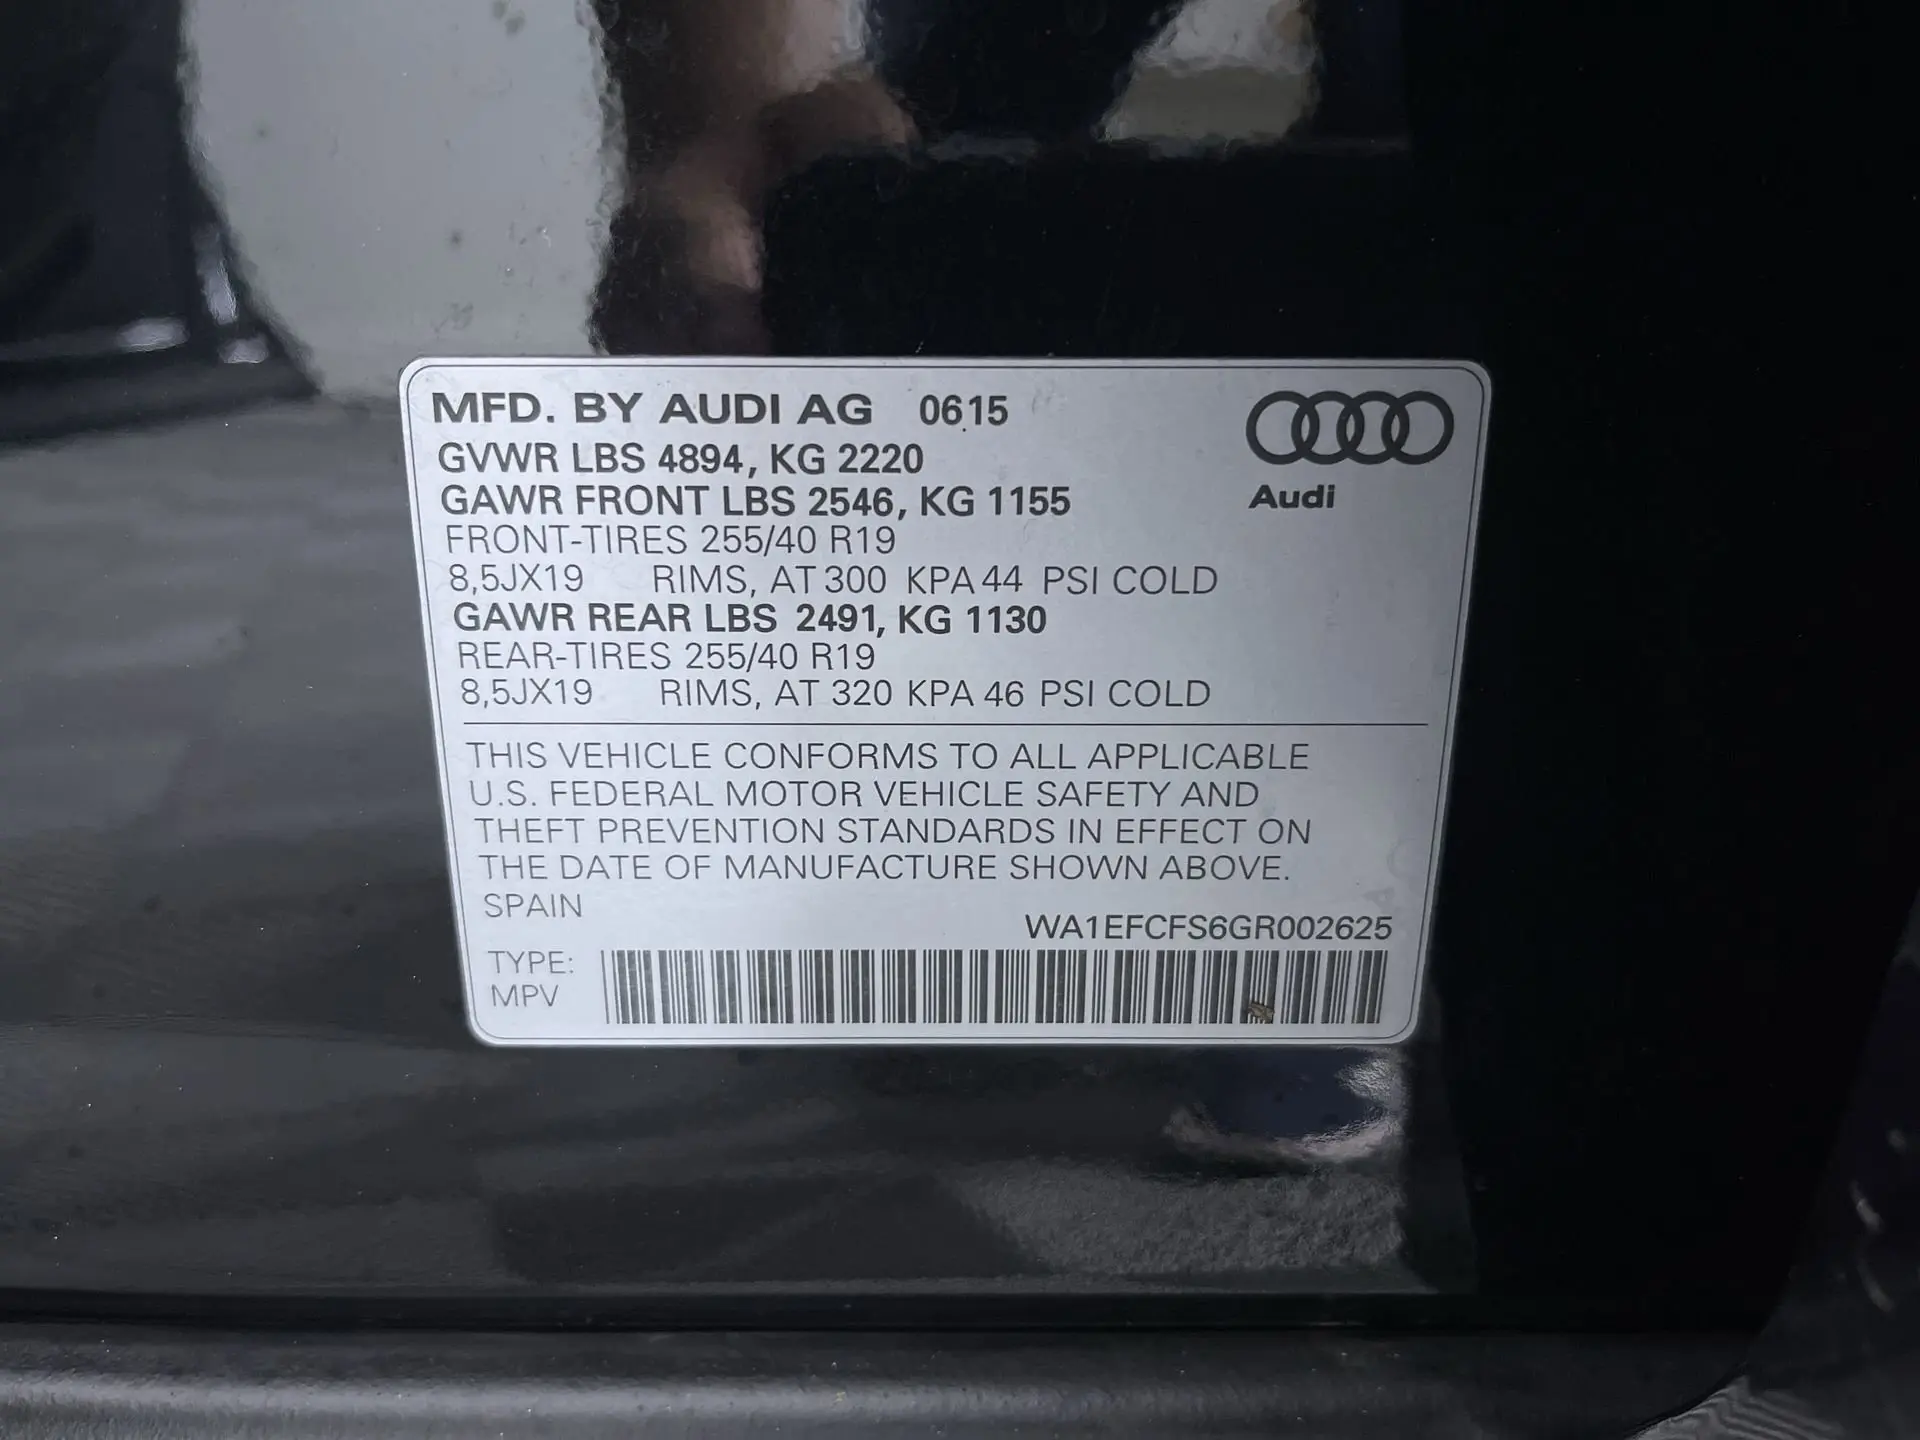 MFD. BY AUDI AG 0615
GVWR LBS 4894, KG 2220
GAWR FRONT LBS 2546, KG 1155
Audi
FRONT-TIRES 255/40 R19
8,5JX19 RIMS, AT 300 KPA 44 PSI COLD
GAWR REAR LBS 2491, KG 1130
REAR-TIRES 255/40 R19
8,5JX19 RIMS, AT 320 KPA 46 PSI COLD
THIS VEHICLE CONFORMS TO ALL APPLICABLE
U.S. FEDERAL MOTOR VEHICLE SAFETY AND
THEFT PREVENTION STANDARDS IN EFFECT ON
THE DATE OF MANUFACTURE SHOWN ABOVE.
SPAIN
WA1EFCFS6GR002625
TYPE:
MPV